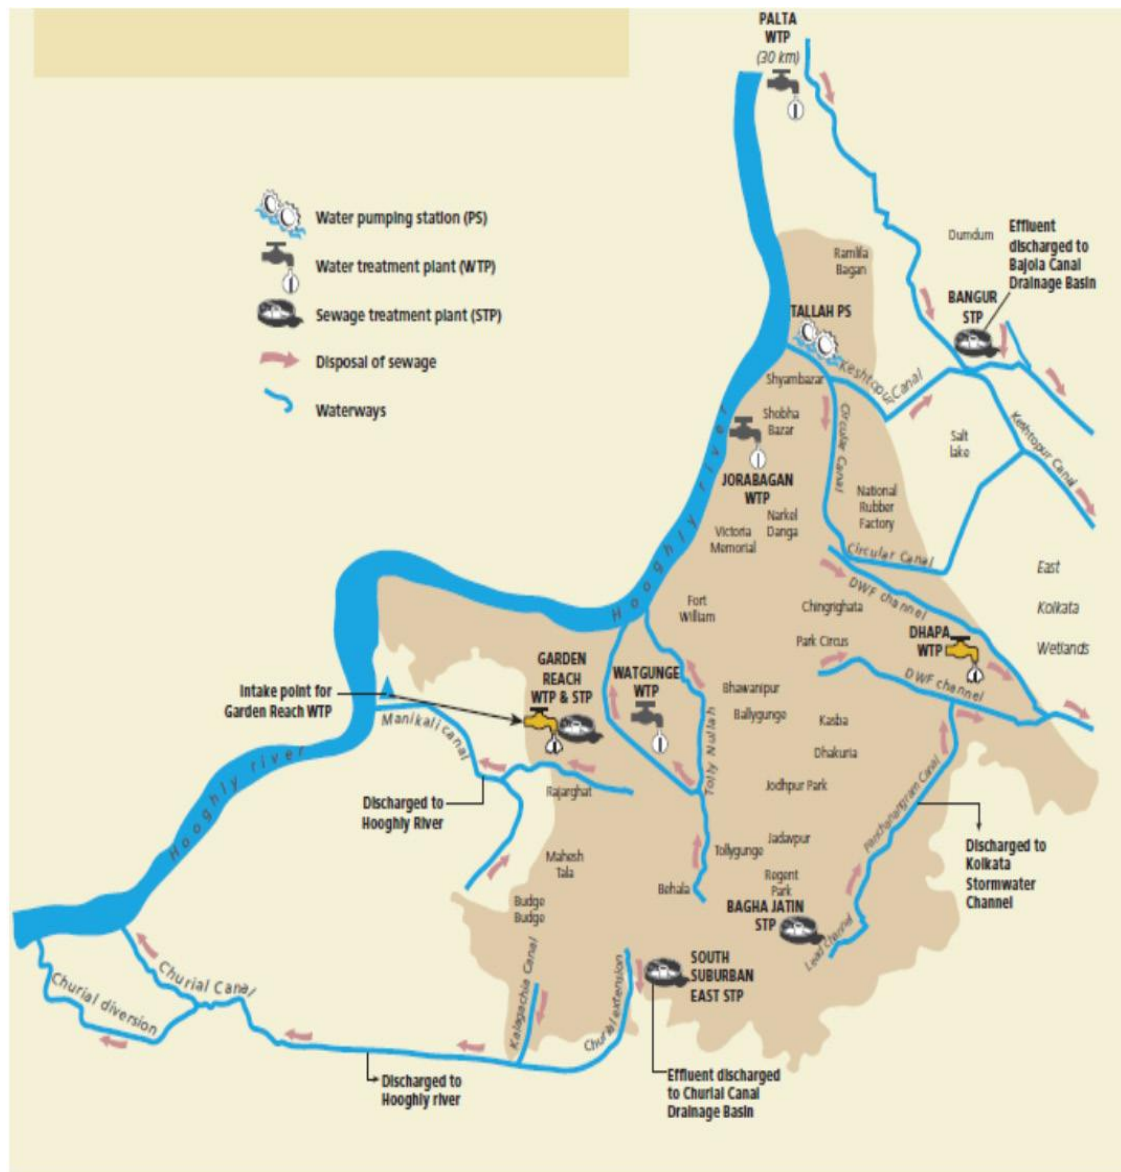 PALTA
WTP
(30 km)
Water pumping station (PS)
Water treatment plant (WTP)
Sewage treatment plant (STP)
Disposal of sewage
Waterways
Dumdum
Effluent
discharged to
Bajola Canal
Drainage Basin
BANGUR
STP
Bagan
TALLAH PS
Keshtopur Canal
Shyambazar
Shobha
Bazar
Circular Canal
Salt
lake
Keshtopur Canal
JORABAGAN
WTP
National
Rubber
Factory
Narkel
Danga
Victoria
Memorial
Hooghly river
Circular Canal
East
Kolkata
Wetlands
DWF channel
Fort
William
Chingrighata
Park Circus
DHAPA
WTP
DWF channel
GARDEN
REACH
WTP & STP
WATGUNGE
WTP
Intake point for
Garden Reach WTP
Manikali canal
Bhawanipur
Ballygunge
Kasba
Dhakuria
Tolly Nullah
Hooghly river
Rajarghat
Jodhpur Park
Discharged to
Hooghly River
Panchanangram Canal
Discharged to
Kolkata
Stormwater
Channel
Mahesh
Tala
Tollygunge
Jadavpur
Regent
Park
Behala
Budge
Budge
BAGHA JATIN
STP
Lead Channel
Kalagachia Canal
Churial extension
SOUTH
SUBURBAN
EAST STP
Churial Canal
Churial diversion
Discharged to
Hooghly river
Effluent discharged
to Churial Canal
Drainage Basin